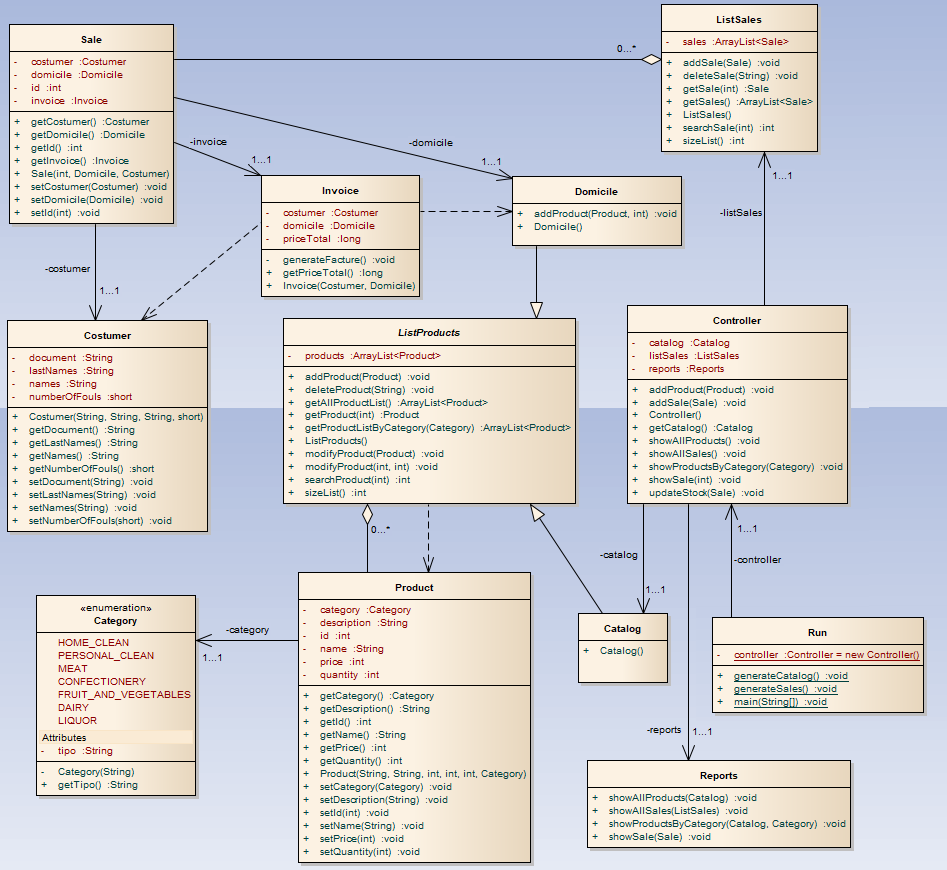 Sale
- costumer :Costumer
- domicile :Domicile
- id :int
- invoice :Invoice
+ getCostumer() :Costumer
+ getDomicile() :Domicile
+ getId() :int
+ getInvoice() :Invoice
+ Sale(int, Domicile, Costumer)
+ setCostumer(Costumer) :void
+ setDomicile(Domicile) :void
+ setId(int) :void
0...*
ListSales
- sales :ArrayList<Sale>
+ addSale(Sale) :void
+ deleteSale(String) :void
+ getSale(int) :Sale
+ getSales() :ArrayList<Sale>
+ ListSales()
+ searchSale(int) :int
+ sizeList() :int
-invoice
1...1
-domicile
1...1
1...1
-listSales
Invoice
- costumer :Costumer
- domicile :Domicile
- priceTotal :long
- generateFacture() :void
+ getPriceTotal() :long
+ Invoice(Costumer, Domicile)
Domicile
+ addProduct(Product, int) :void
+ Domicile()
-costumer
1...1
Costumer
- document :String
- lastNames :String
- names :String
- numberOfFouls :short
+ Costumer(String, String, String, short)
+ getDocument() :String
+ getLastNames() :String
+ getNames() :String
+ getNumberOfFouls() :short
+ setDocument(String) :void
+ setLastNames(String) :void
+ setNames(String) :void
+ setNumberOfFouls(short) :void
ListProducts
- products :ArrayList<Product>
+ addProduct(Product) :void
+ deleteProduct(String) :void
+ getAllProductList() :ArrayList<Product>
+ getProduct(int) :Product
+ getProductListByCategory(Category) :ArrayList<Product>
+ ListProducts()
+ modifyProduct(Product) :void
+ modifyProduct(int, int) :void
+ searchProduct(int) :int
+ sizeList() :int
Controller
- catalog :Catalog
- listSales :ListSales
- reports :Reports
+ addProduct(Product) :void
+ addSale(Sale) :void
+ Controller()
+ getCatalog() :Catalog
+ showAllProducts() :void
+ showAllSales() :void
+ showProductsByCategory(Category) :void
+ showSale(int) :void
+ updateStock(Sale) :void
0...*
-catalog
1...1
1...1
-controller
«enumeration»
Category
HOME_CLEAN
PERSONAL_CLEAN
MEAT
CONFECTIONERY
FRUIT_AND_VEGETABLES
DAIRY
LIQUOR
Attributes
- tipo :String
- Category(String)
+ getTipo() :String
-category
1...1
Product
- category :Category
- description :String
- id :int
- name :String
- price :int
- quantity :int
+ getCategory() :Category
+ getDescription() :String
+ getId() :int
+ getName() :String
+ getPrice() :int
+ getQuantity() :int
+ Product(String, String, int, int, int, Category)
+ setCategory(Category) :void
+ setDescription(String) :void
+ setId(int) :void
+ setName(String) :void
+ setPrice(int) :void
+ setQuantity(int) :void
Catalog
+ Catalog()
Run
- controller :Controller = new Controller()
+ generateCatalog() :void
+ generateSales() :void
+ main(String[]) :void
-reports
1...1
Reports
+ showAllProducts(Catalog) :void
+ showAllSales(ListSales) :void
+ showProductsByCategory(Catalog, Category) :void
+ showSale(Sale) :void